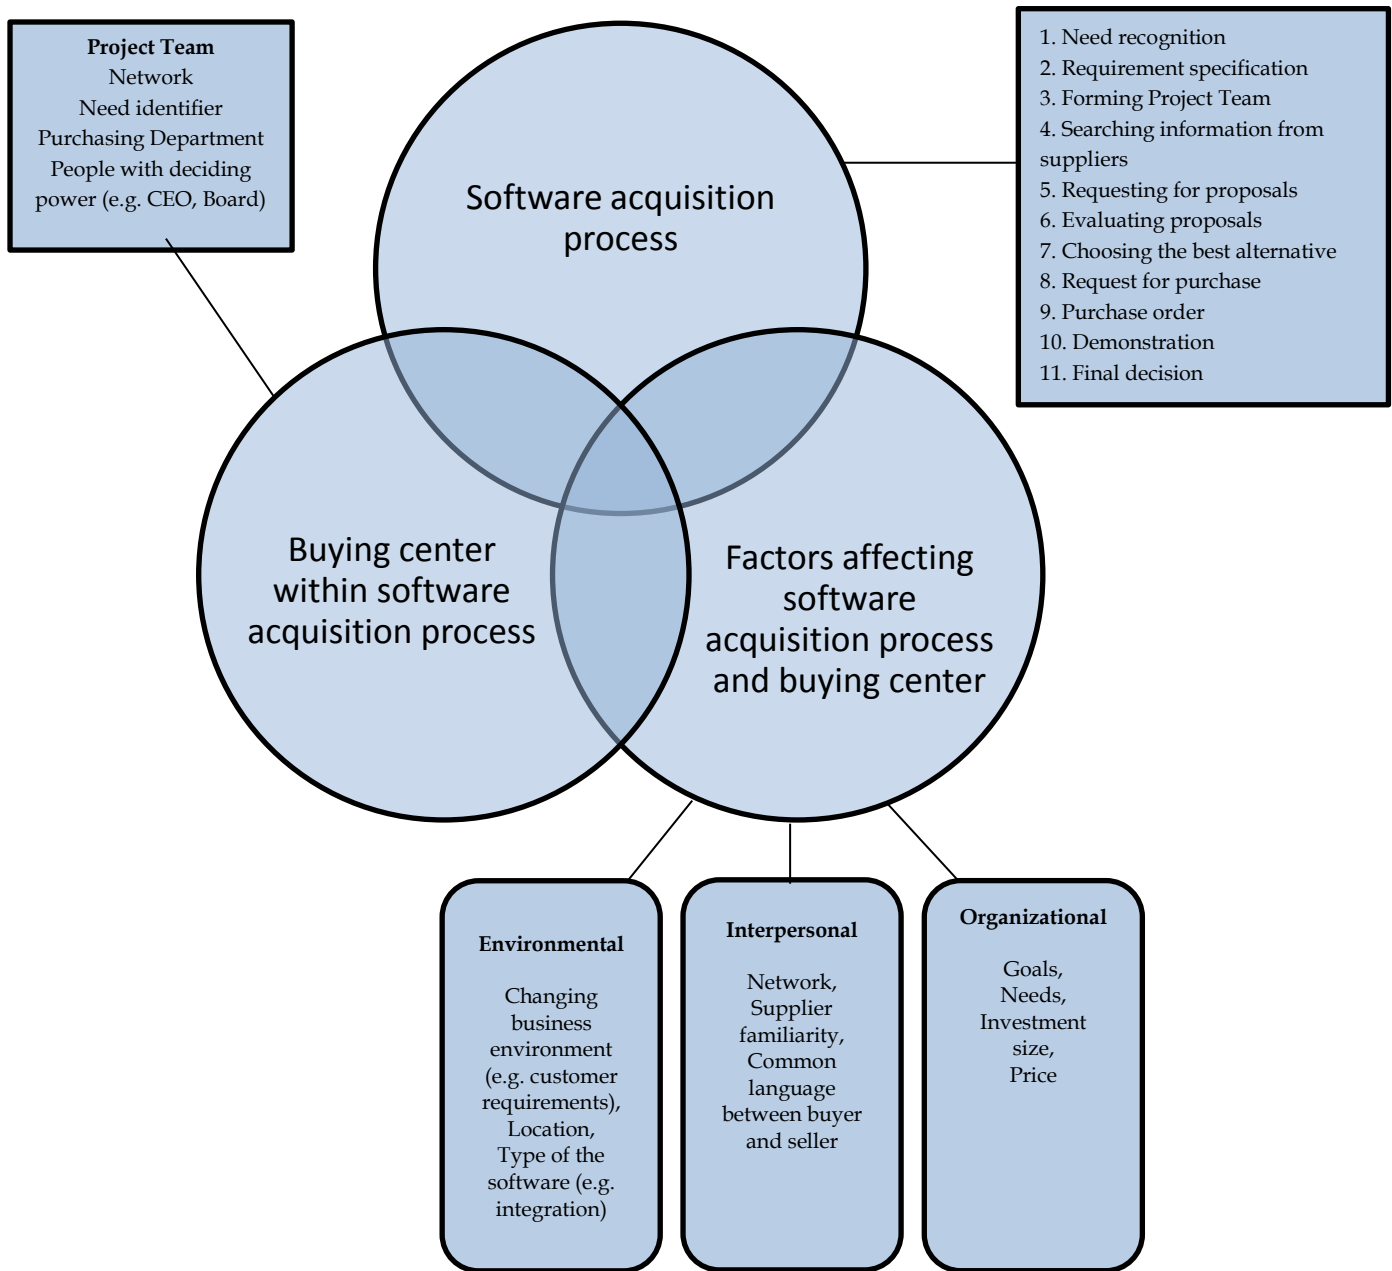 Project Team
Network
Need identifier
Purchasing Department
People with deciding
power (e.g. CEO, Board)
1. Need recognition
2. Requirement specification
3. Forming Project Team
4. Searching information from
suppliers
5. Requesting for proposals
6. Evaluating proposals
7. Choosing the best alternative
8. Request for purchase
9. Purchase order
10. Demonstration
11. Final decision
Software acquisition
process
Buying center
within software
acquisition process
Factors affecting
software
acquisition process
and buying center
Environmental
Changing
business
environment
(e.g. customer
requirements),
Location,
Type of the
software (e.g.
integration)
Interpersonal
Network,
Supplier
familiarity,
Common
language
between buyer
and seller
Organizational
Goals,
Needs,
Investment
size,
Price